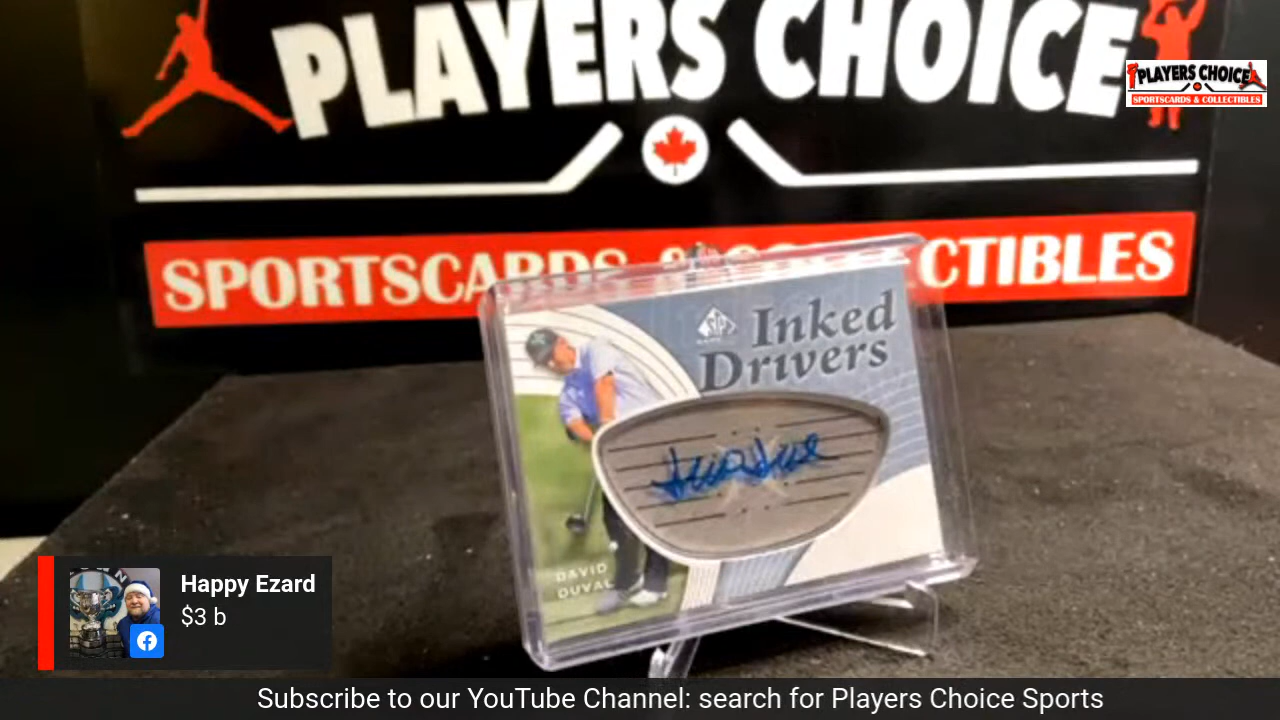 PLAYERS CHOICE
PLAYERS CHOICE
SPORTSCARDS & COLLECTIBLES
SPORTSCARDS & COLLECTIBLES
SP
Inked
Drivers
DAVID
DUVAL
Happy Ezard
$3 b
Subscribe to our YouTube Channel: search for Players Choice Sports